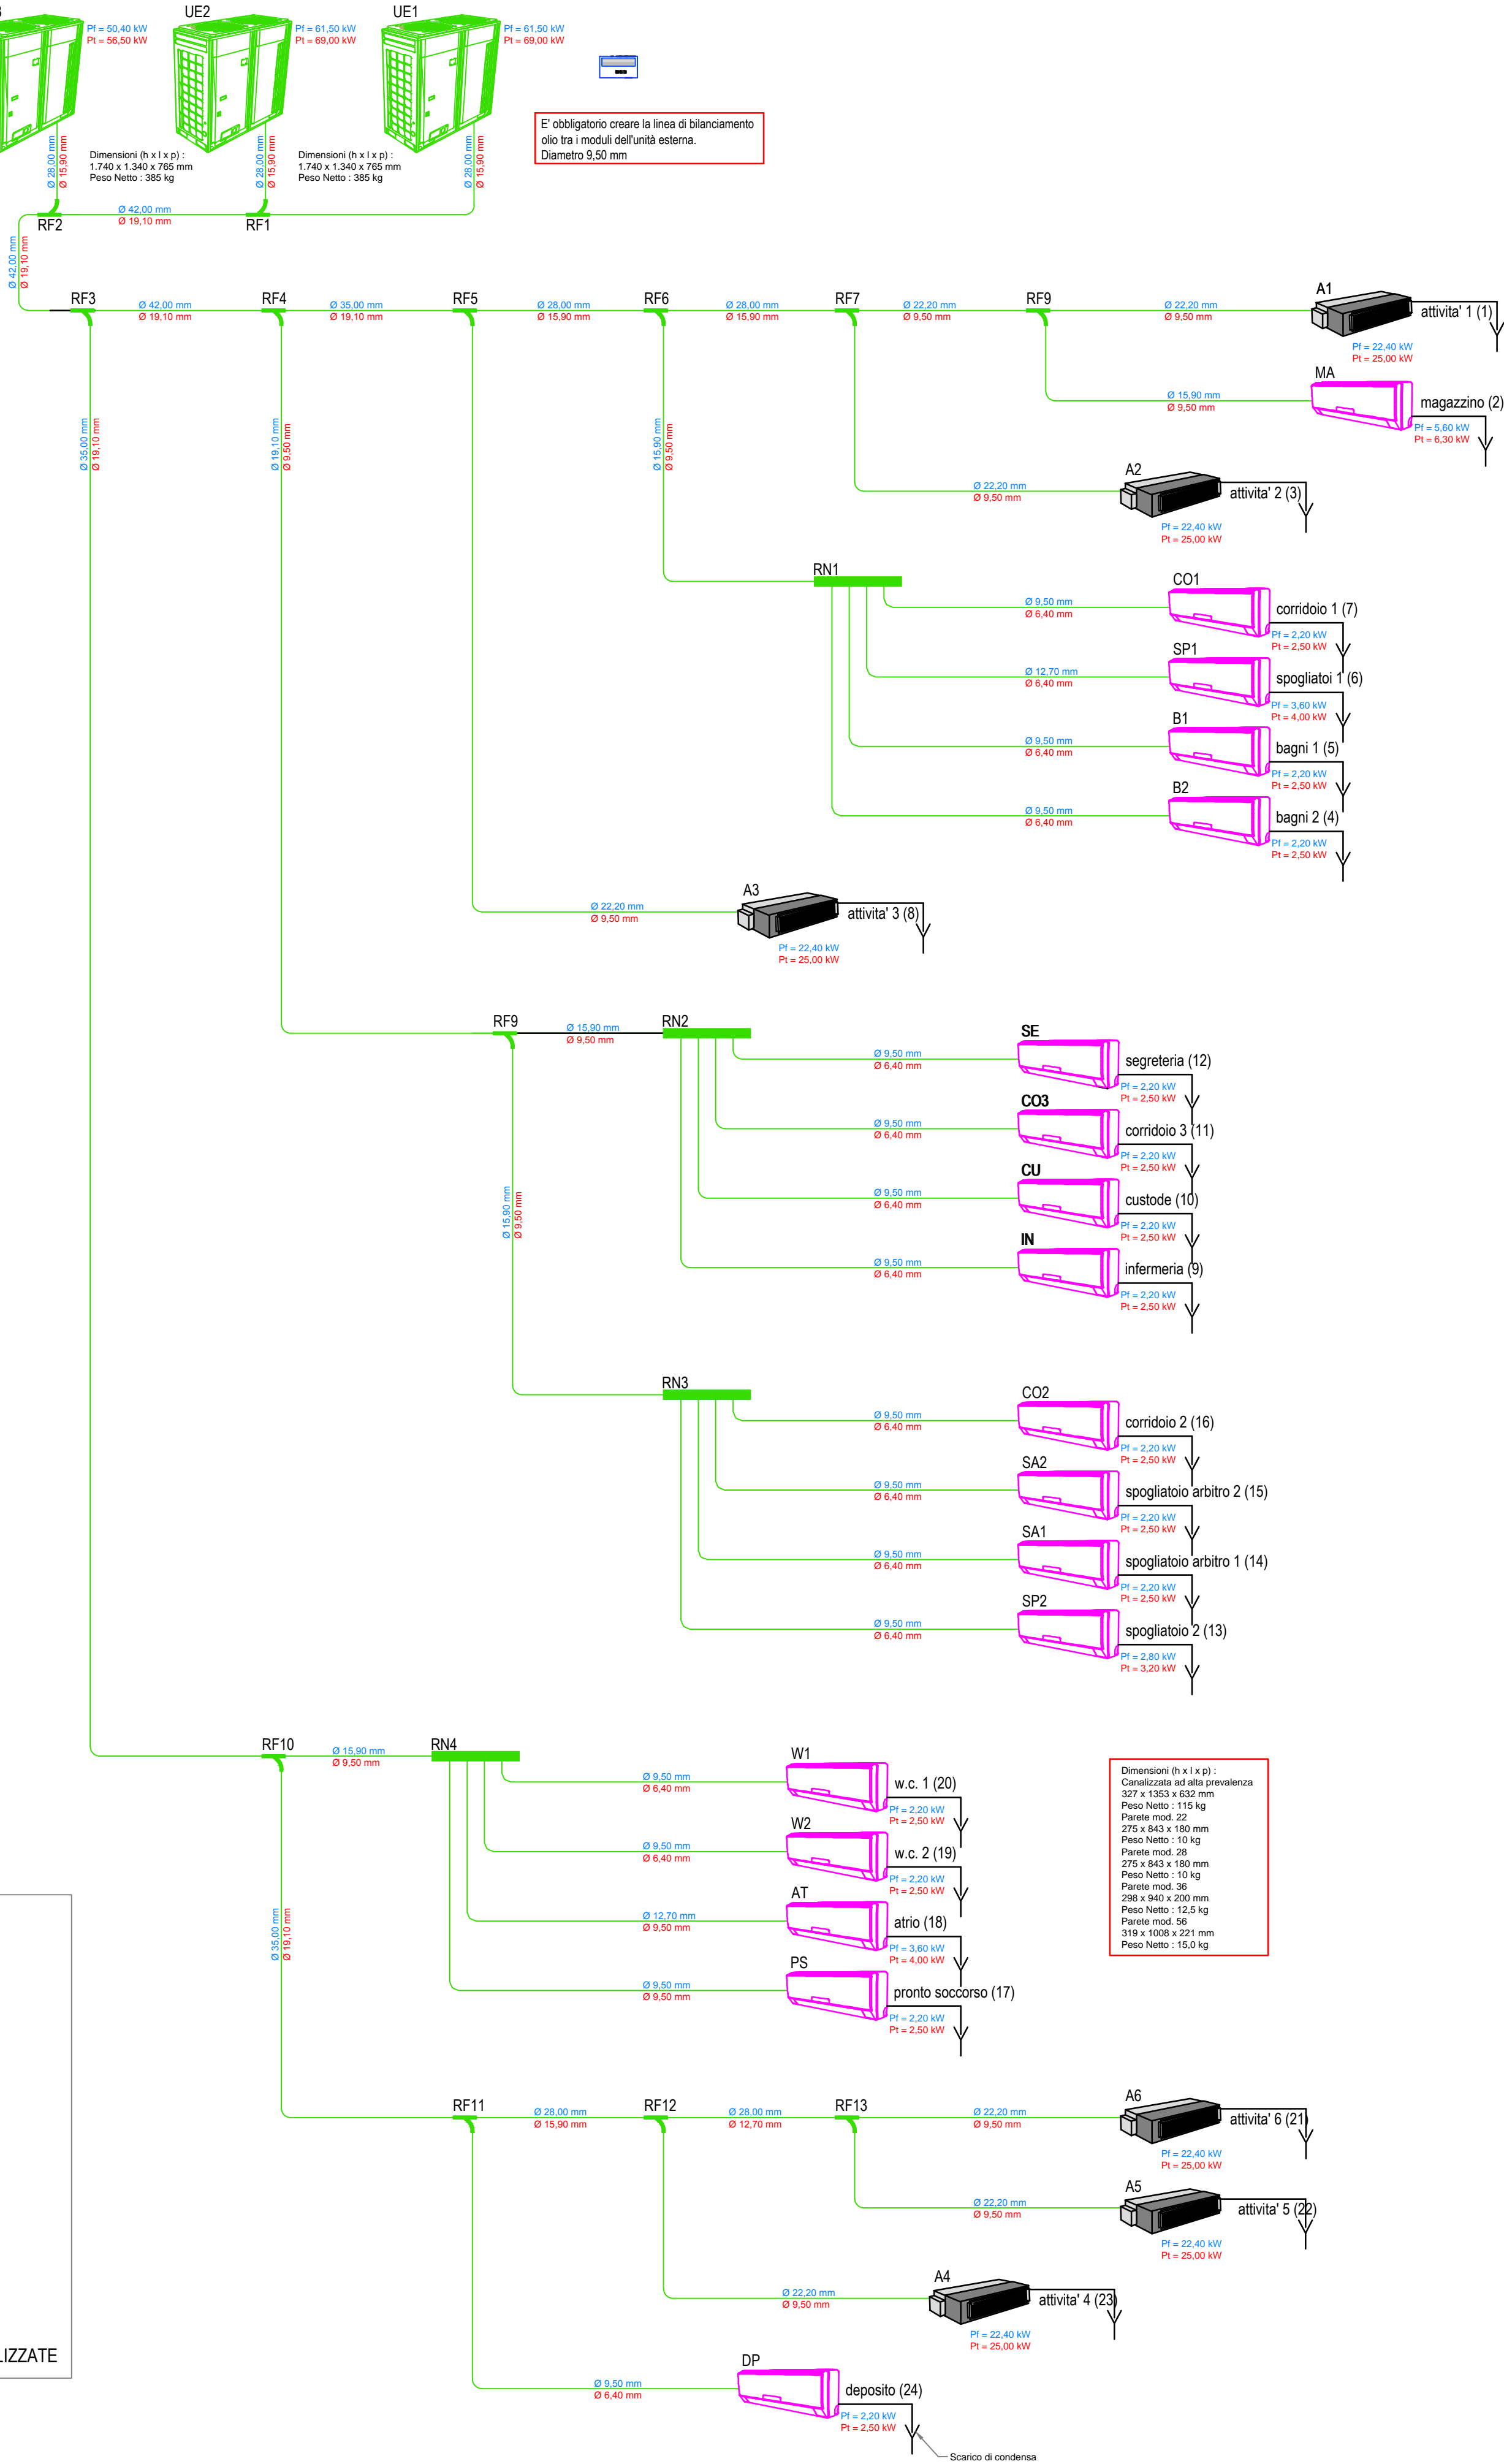 UE2
UE1
Pf = 50,40 kW
Pt = 56,50 kW
Pf = 61,50 kW
Pt = 69,00 kW
Pf = 61,50 kW
Pt = 69,00 kW
E' obbligatorio creare la linea di bilanciamento
olio tra i moduli dell'unità esterna.
Diametro 9,50 mm
Dimensioni (h x l x p) :
1.740 x 1.340 x 765 mm
Peso Netto : 385 kg
Dimensioni (h x l x p) :
1.740 x 1.340 x 765 mm
Peso Netto : 385 kg
Ø 28,00 mm
Ø 15,90 mm
Ø 28,00 mm
Ø 15,90 mm
Ø 28,00 mm
Ø 15,90 mm
RF2
Ø 42,00 mm
Ø 19,10 mm
RF1
Ø 42,00 mm
Ø 19,10 mm
RF3
Ø 42,00 mm
Ø 19,10 mm
RF4
Ø 35,00 mm
Ø 19,10 mm
RF5
Ø 28,00 mm
Ø 15,90 mm
RF6
Ø 28,00 mm
Ø 15,90 mm
RF7
Ø 22,20 mm
Ø 9,50 mm
RF9
Ø 22,20 mm
Ø 9,50 mm
A1
attivita' 1 (1)
Pf = 22,40 kW
Pt = 25,00 kW
Ø 15,90 mm
Ø 9,50 mm
MA
magazzino (2)
Pf = 5,60 kW
Pt = 6,30 kW
Ø 35,00 mm
Ø 19,10 mm
Ø 19,10 mm
Ø 9,50 mm
Ø 15,90 mm
Ø 9,50 mm
Ø 22,20 mm
Ø 9,50 mm
A2
attivita' 2 (3)
Pf = 22,40 kW
Pt = 25,00 kW
RN1
Ø 9,50 mm
Ø 6,40 mm
CO1
corridoio 1 (7)
Pf = 2,20 kW
Pt = 2,50 kW
Ø 12,70 mm
Ø 6,40 mm
SP1
spogliatoi 1 (6)
Pf = 3,60 kW
Pt = 4,00 kW
Ø 9,50 mm
Ø 6,40 mm
B1
bagni 1 (5)
Pf = 2,20 kW
Pt = 2,50 kW
Ø 9,50 mm
Ø 6,40 mm
B2
bagni 2 (4)
Pf = 2,20 kW
Pt = 2,50 kW
Ø 22,20 mm
Ø 9,50 mm
A3
attivita' 3 (8)
Pf = 22,40 kW
Pt = 25,00 kW
RF9
Ø 15,90 mm
Ø 9,50 mm
RN2
Ø 9,50 mm
Ø 6,40 mm
SE
segreteria (12)
Pf = 2,20 kW
Pt = 2,50 kW
Ø 9,50 mm
Ø 6,40 mm
CO3
corridoio 3 (11)
Pf = 2,20 kW
Pt = 2,50 kW
Ø 9,50 mm
Ø 6,40 mm
CU
custode (10)
Pf = 2,20 kW
Pt = 2,50 kW
Ø 9,50 mm
Ø 6,40 mm
IN
infermeria (9)
Pf = 2,20 kW
Pt = 2,50 kW
Ø 15,90 mm
Ø 9,50 mm
RN3
Ø 9,50 mm
Ø 6,40 mm
CO2
corridoio 2 (16)
Pf = 2,20 kW
Pt = 2,50 kW
Ø 9,50 mm
Ø 6,40 mm
SA2
spogliatoio arbitro 2 (15)
Pf = 2,20 kW
Pt = 2,50 kW
Ø 9,50 mm
Ø 6,40 mm
SA1
spogliatoio arbitro 1 (14)
Pf = 2,20 kW
Pt = 2,50 kW
Ø 9,50 mm
Ø 6,40 mm
SP2
spogliatoio 2 (13)
Pf = 2,80 kW
Pt = 3,20 kW
RF10
Ø 15,90 mm
Ø 9,50 mm
RN4
Ø 9,50 mm
Ø 6,40 mm
W1
w.c. 1 (20)
Pf = 2,20 kW
Pt = 2,50 kW
Ø 9,50 mm
Ø 6,40 mm
W2
w.c. 2 (19)
Pf = 2,20 kW
Pt = 2,50 kW
Ø 12,70 mm
Ø 9,50 mm
AT
atrio (18)
Pf = 3,60 kW
Pt = 4,00 kW
Ø 9,50 mm
Ø 9,50 mm
PS
pronto soccorso (17)
Pf = 2,20 kW
Pt = 2,50 kW
Dimensioni (h x l x p) :
Canalizzata ad alta prevalenza
327 x 1353 x 632 mm
Peso Netto : 115 kg
Parete mod. 22
275 x 843 x 180 mm
Peso Netto : 10 kg
Parete mod. 28
275 x 843 x 180 mm
Peso Netto : 10 kg
Parete mod. 36
298 x 940 x 200 mm
Peso Netto : 12,5 kg
Parete mod. 56
319 x 1008 x 221 mm
Peso Netto : 15,0 kg
Ø 35,00 mm
Ø 19,10 mm
RF11
Ø 28,00 mm
Ø 15,90 mm
RF12
Ø 28,00 mm
Ø 12,70 mm
RF13
Ø 22,20 mm
Ø 9,50 mm
A6
attivita' 6 (21)
Pf = 22,40 kW
Pt = 25,00 kW
Ø 22,20 mm
Ø 9,50 mm
A5
attivita' 5 (22)
Pf = 22,40 kW
Pt = 25,00 kW
Ø 22,20 mm
Ø 9,50 mm
A4
attivita' 4 (23)
Pf = 22,40 kW
Pt = 25,00 kW
LIZZATE
Ø 9,50 mm
Ø 6,40 mm
DP
deposito (24)
Pf = 2,20 kW
Pt = 2,50 kW
Scarico di condensa